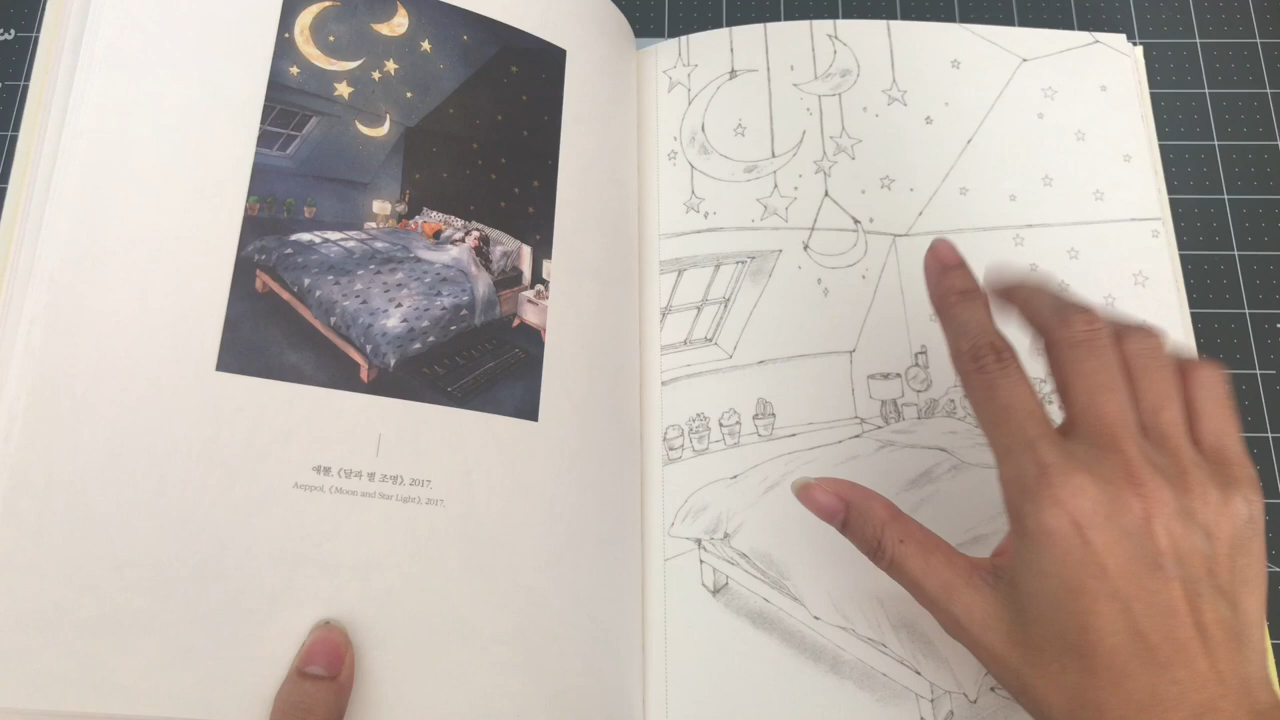 애뽈, 《달과 별 조명》, 2017.
Aeppol, 《Moon and Star Light》, 2017.